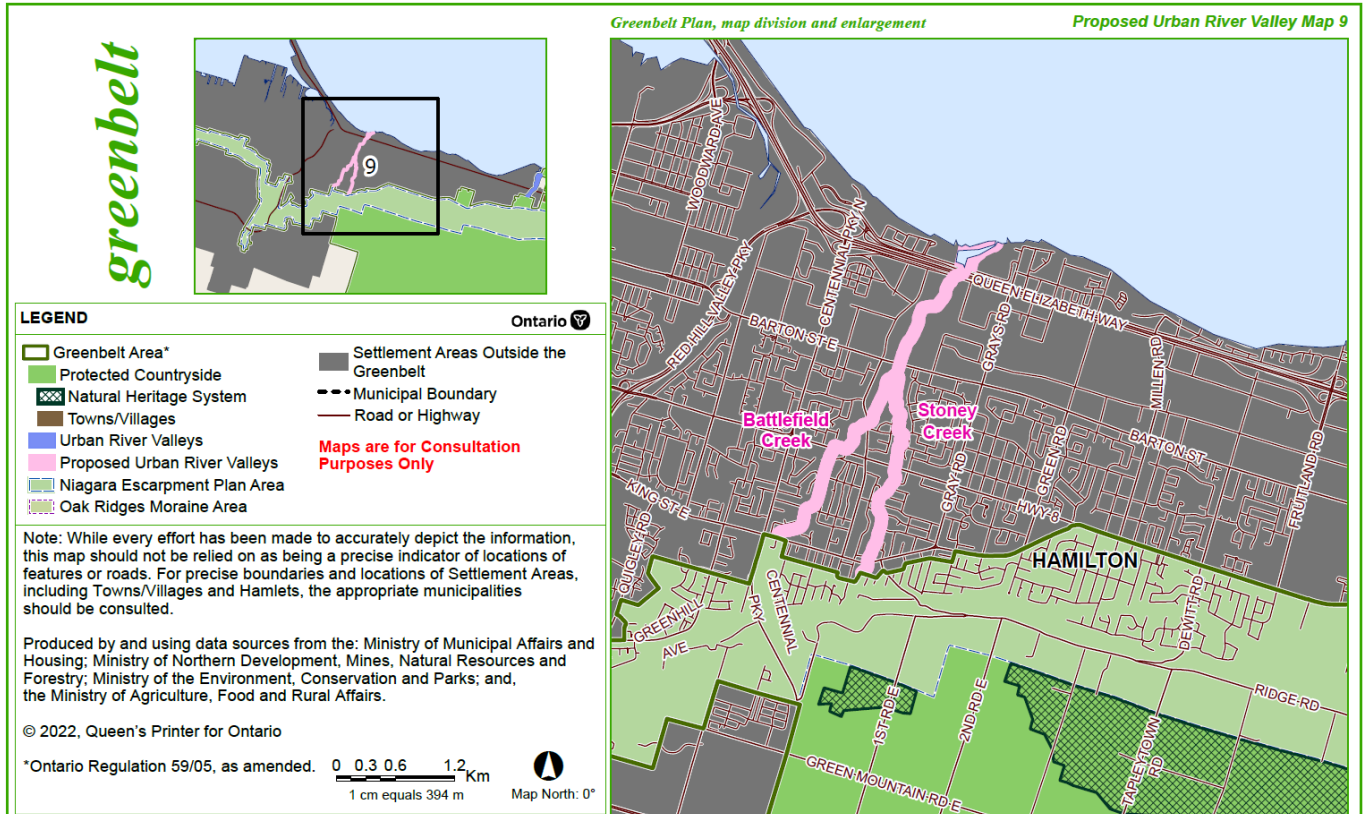 greenbelt
9
Greenbelt Plan, map division and enlargement
Proposed Urban River Valley Map 9
LEGEND
Ontario
Greenbelt Area*
Protected Countryside
Natural Heritage System
Towns/Villages
Urban River Valleys
Proposed Urban River Valleys
Niagara Escarpment Plan Area
Oak Ridges Moraine Area
Settlement Areas Outside the
Greenbelt
Municipal Boundary
Road or Highway
Maps are for Consultation
Purposes Only
Note: While every effort has been made to accurately depict the information,
this map should not be relied on as being a precise indicator of locations of
features or roads. For precise boundaries and locations of Settlement Areas,
including Towns/Villages and Hamlets, the appropriate municipalities
should be consulted.
Produced by and using data sources from the: Ministry of Municipal Affairs and
Housing; Ministry of Northern Development, Mines, Natural Resources and
Forestry; Ministry of the Environment, Conservation and Parks; and,
the Ministry of Agriculture, Food and Rural Affairs.
© 2022, Queen's Printer for Ontario
*Ontario Regulation 59/05, as amended.
0 0.3 0.6 1.2 Km
1 cm equals 394 m
Map North: 0°
WOODWARD AVE
CENTENNIAL PKY N
RED HILL VALLEY PKY
QUEEN ELIZABETH WAY
BARTON ST E
GRAYS RD
MILLEN RD
Battlefield
Creek
Stoney
Creek
BARTON ST
FRUITLAND RD
GREEN RD
GRAY RD
KING ST E
HWY 8
QUIGLEY RD
HAMILTON
CENTENNIAL
PKY
GREENHILL
AVE
DEWITT RD
RIDGE RD
1ST RD E
2ND RD E
TAPLEYTOWN
RD
GREEN MOUNTAIN RD E